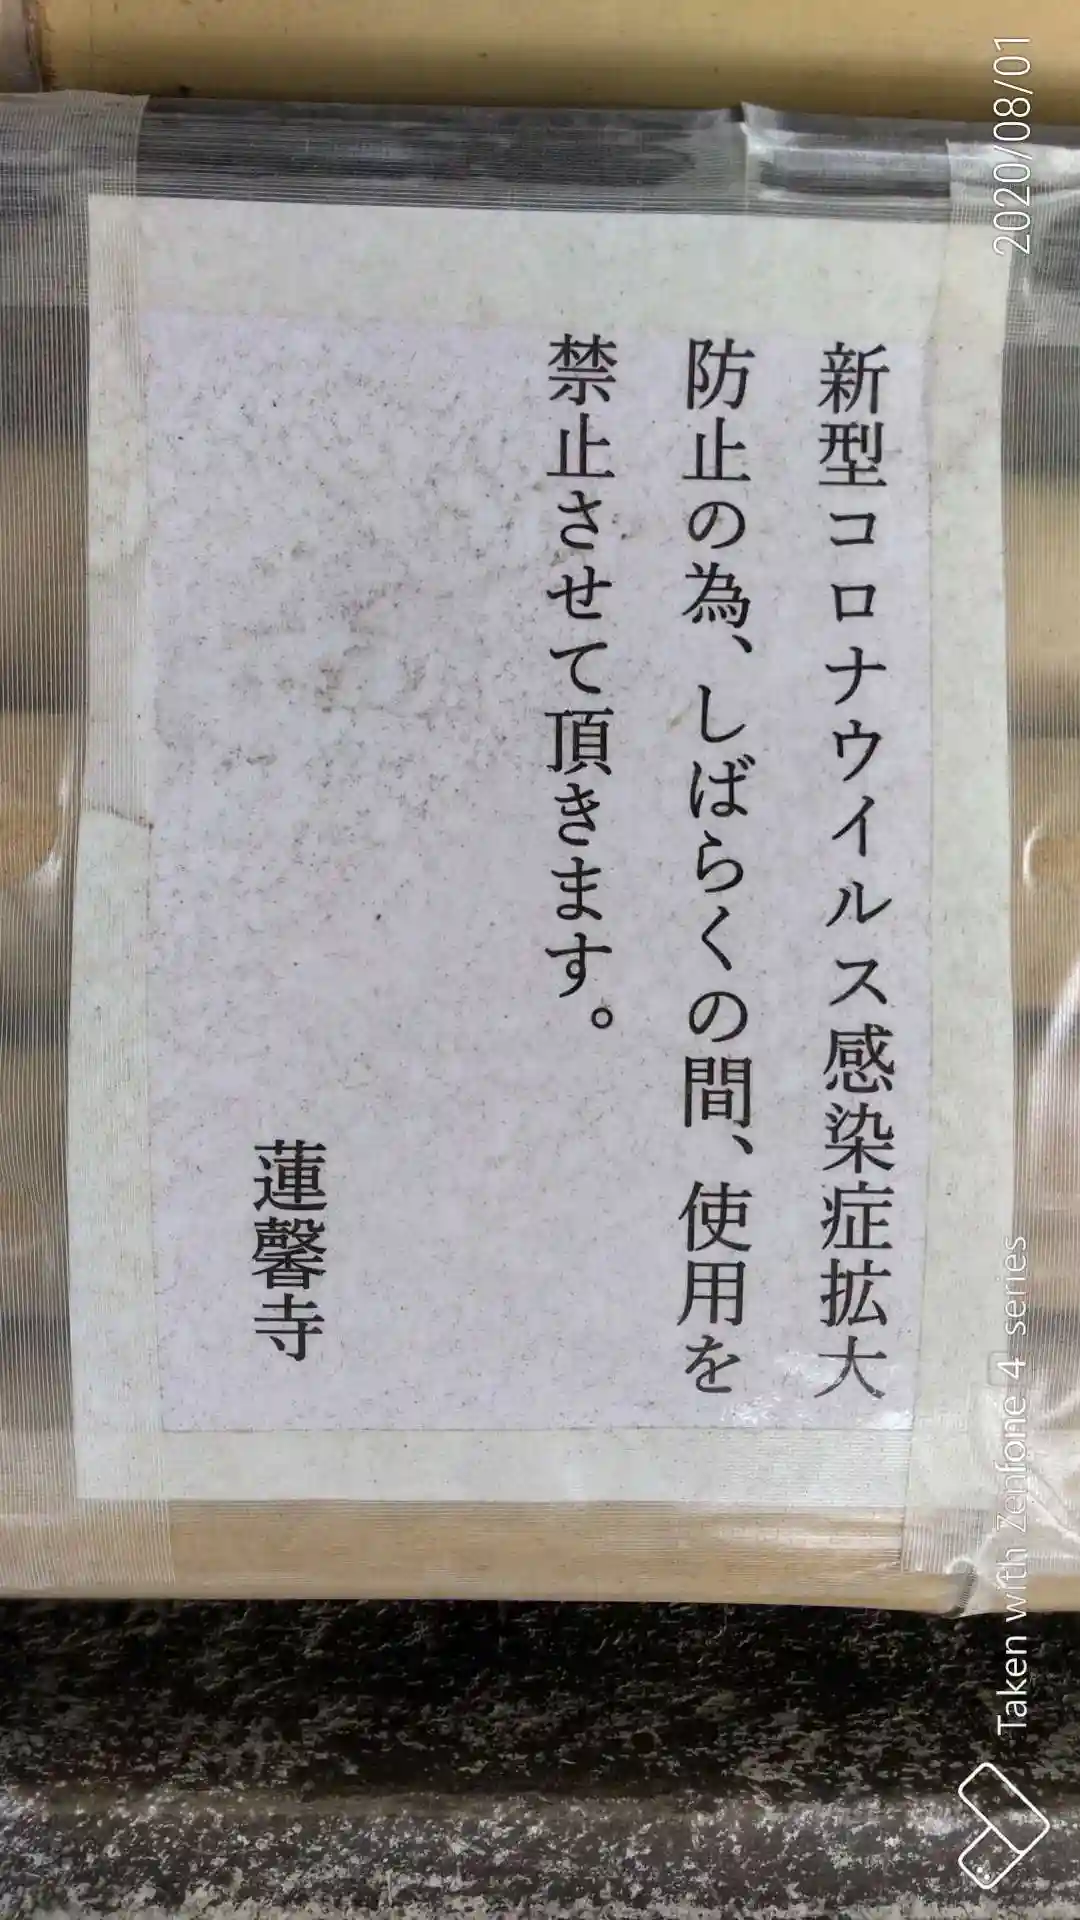 新型コロナウイルス感染症拡大
防止の為、しばらくの間、使用を
禁止させて頂きます。
蓮馨寺
2020/08/01
Taken with Zenfone 4 series